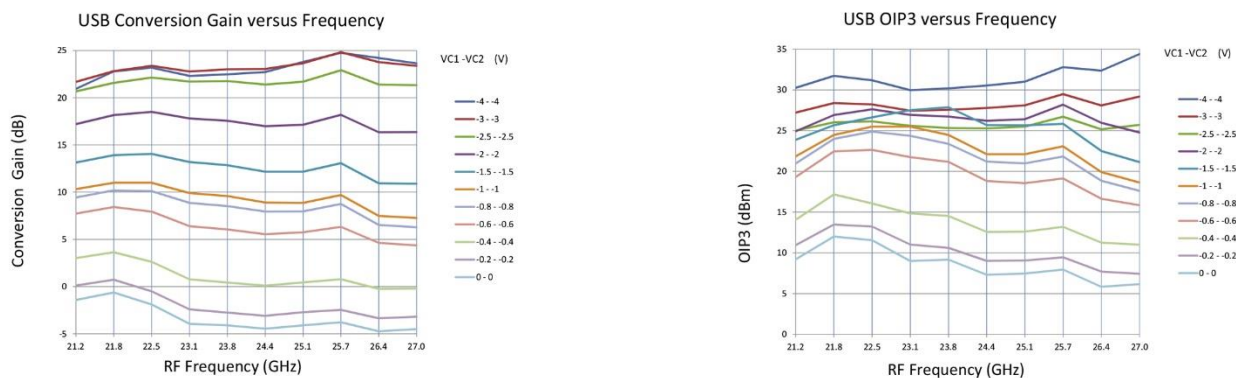 USB Conversion Gain versus Frequency
25
20
15
10
5
0
-5
Conversion Gain (dB)
21.2 21.8 22.5 23.1 23.8 24.4 25.1 25.7 26.4 27.0
RF Frequency (GHz)
VC1 -VC2 (V)
-4 - -4
-3 - -3
-2.5 - -2.5
-2 - -2
-1.5 - -1.5
-1 - -1
-0.8 - -0.8
-0.6 - -0.6
-0.4 - -0.4
-0.2 - -0.2
0 - 0
USB OIP3 versus Frequency
35
30
25
20
15
10
5
0
OIP3 (dBm)
21.2 21.8 22.5 23.1 23.8 24.4 25.1 25.7 26.4 27.0
RF Frequency (GHz)
VC1 -VC2 (V)
-4 - -4
-3 - -3
-2.5 - -2.5
-2 - -2
-1.5 - -1.5
-1 - -1
-0.8 - -0.8
-0.6 - -0.6
-0.4 - -0.4
-0.2 - -0.2
0 - 0